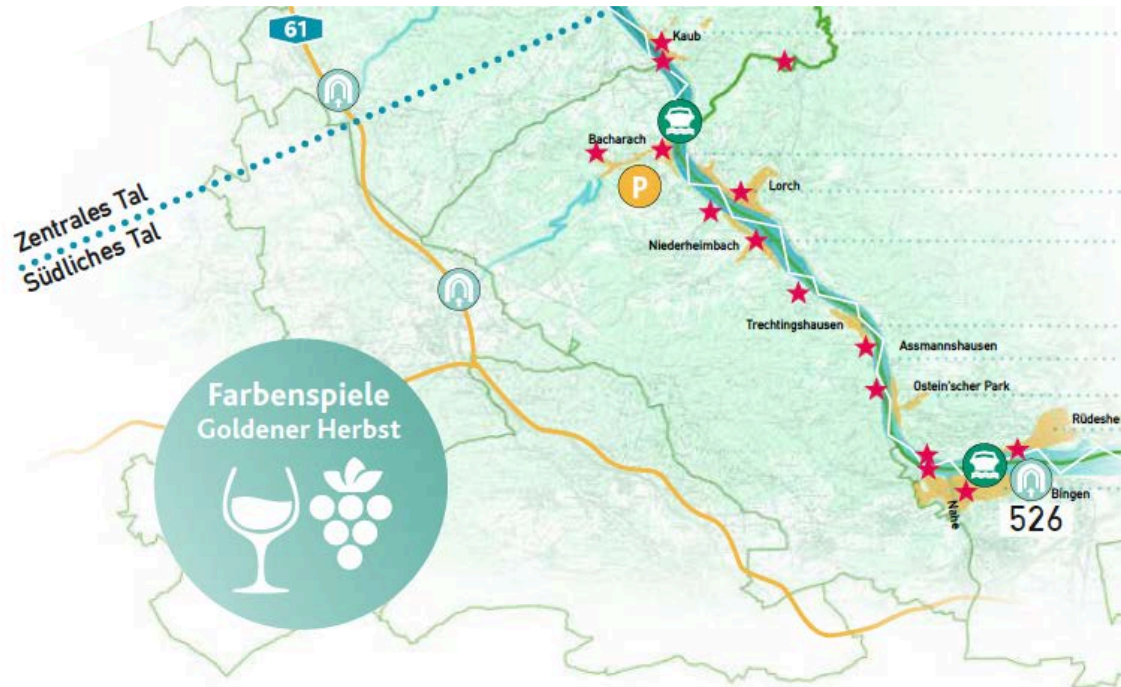 61
Kaub
Bacharach
P
Lorch
Zentrales Tal
Südliches Tal
Niederheimbach
Trechtingshausen
Assmannshausen
Farbenspiele
Goldener Herbst
Ostein'scher Park
Rüdeshe
Bingen
Nahe
526